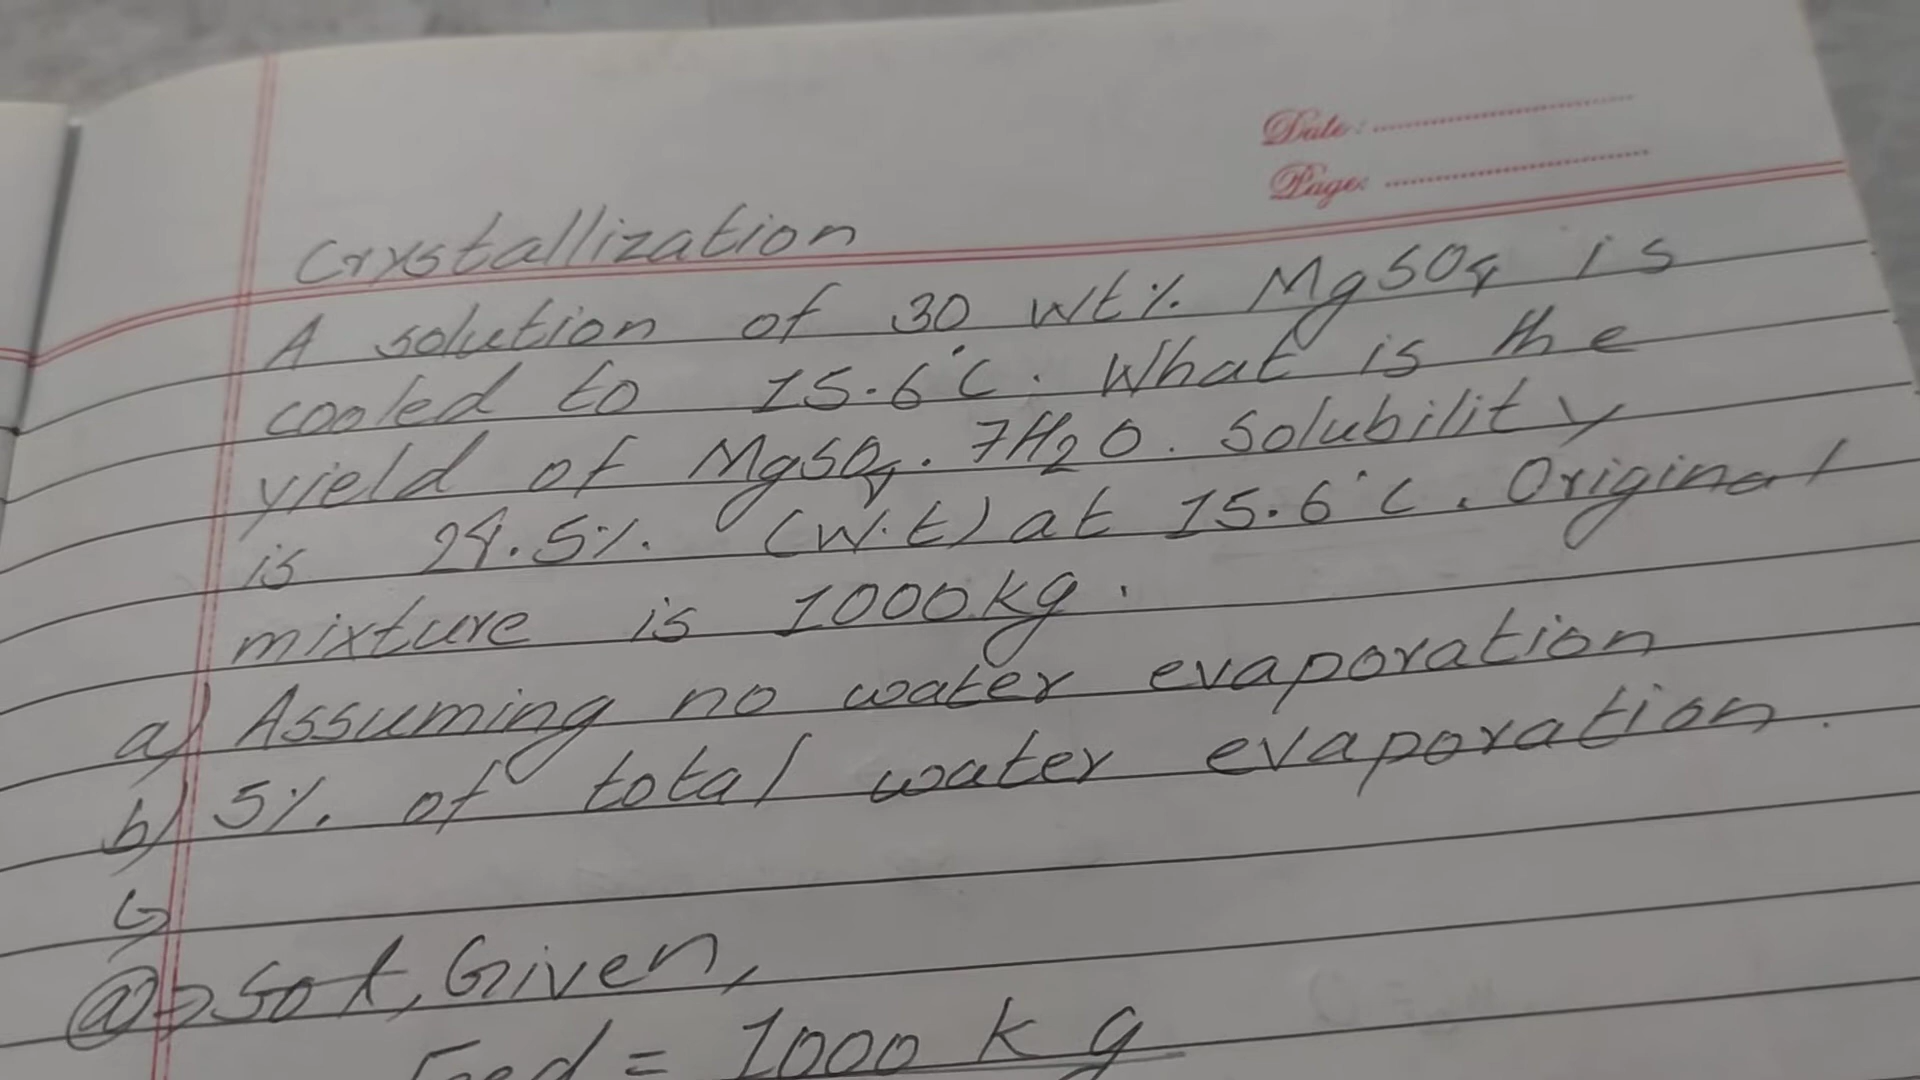 Date:
Page:
Crystallization
A solution of 30 wt% MgSO4 is
cooled to 15.6°C. What is the
yield of MgSO4.7H2O. Solubility
is 24.5% (w.t) at 15.6°C. Original
mixture is 1000kg.
a) Assuming no water evaporation
b) 5% of total water evaporation.
@ Sol, Given,
Feed = 1000 kg